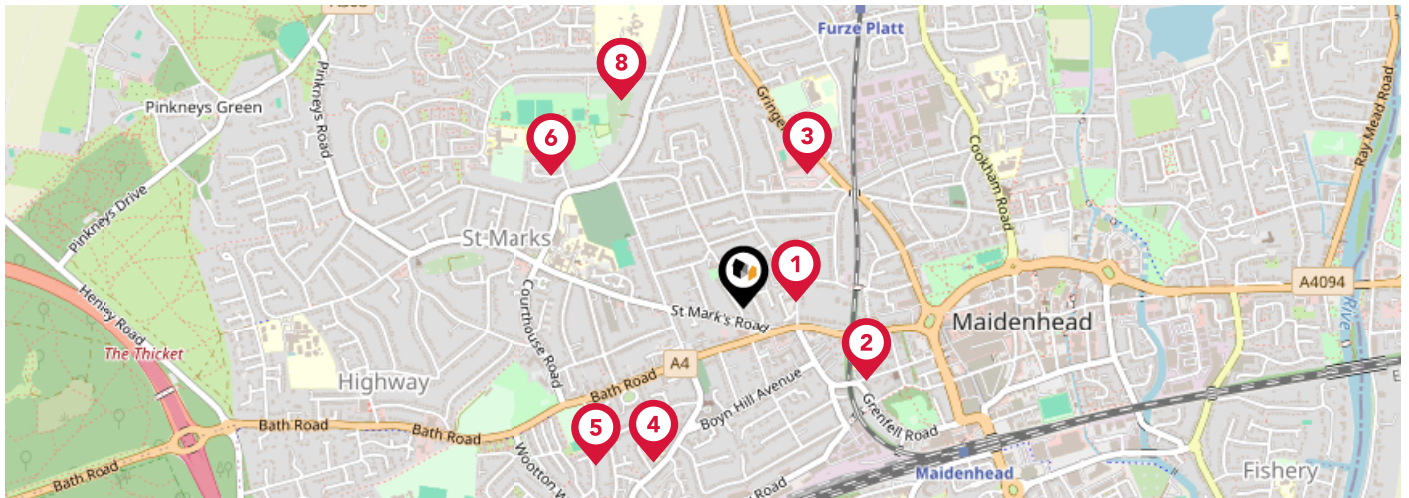 Furze Platt
8
Pinkneys Green
Pinkneys Road
6
3
Cookham Road
Ray Mead Road
Pinkneys Drive
St Marks
1
A4094
River
Henley Road
Courthouse Road
St Mark's Road
Maidenhead
The Thicket
2
A4
Highway
Bath Road
Boyn Hill Avenue
Grenfell Road
5
4
Bath Road
Bath Road
Bath Road
Maidenhead
Fishery